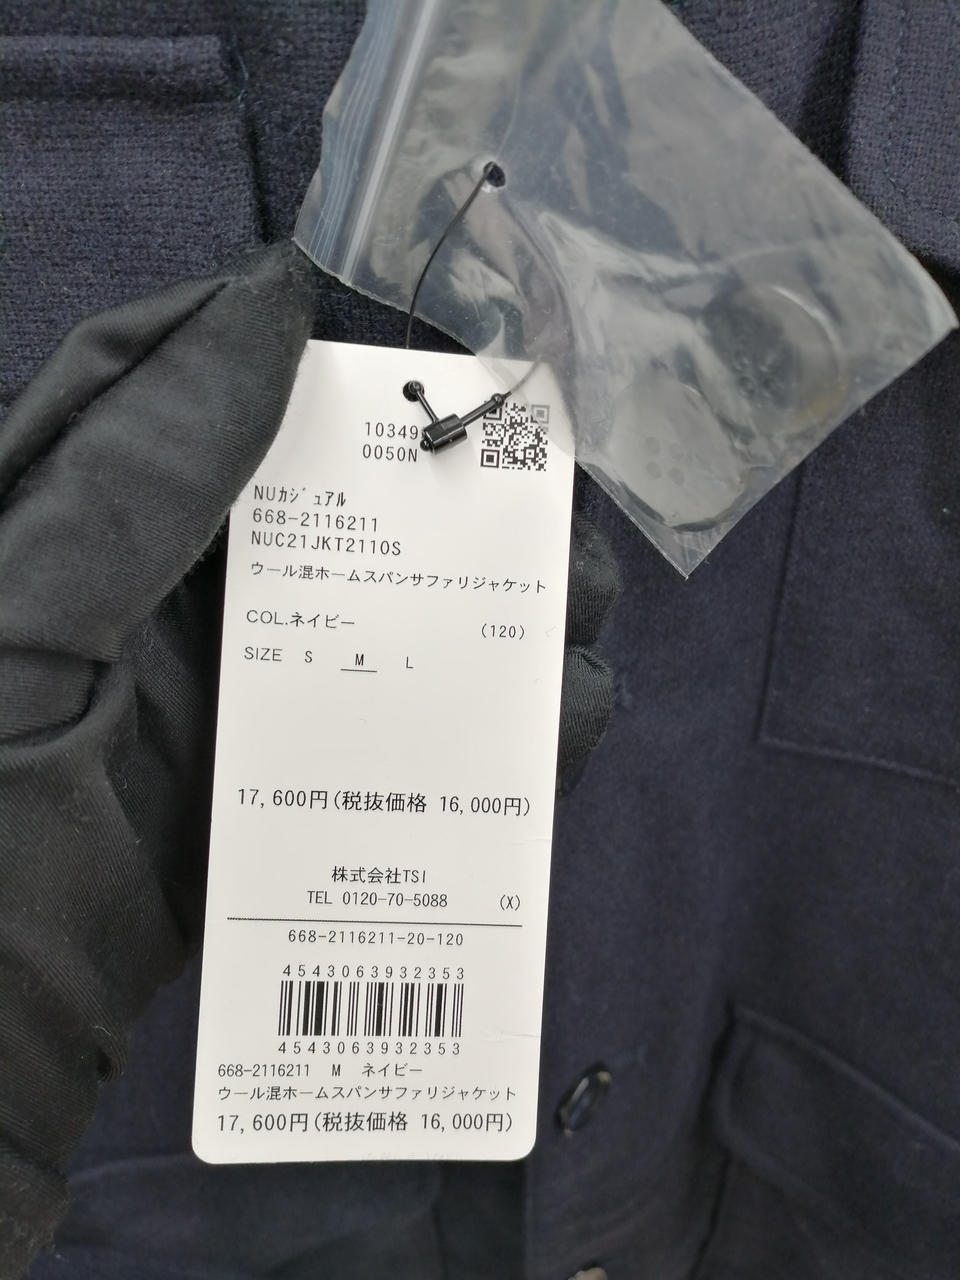 10349
0050N
NUｶｼﾞｭｱﾙ
668-2116211
NUC21JKT2110S
ウール混ホームスパンサファリジャケット
COL.ネイビー (120)
SIZE S M L
17,600円(税抜価格 16,000円)
株式会社TSI
TEL 0120-70-5088 (X)
668-2116211-20-120
4543063932353
4543063932353
668-2116211 M ネイビー
ウール混ホームスパンサファリジャケット
17,600円(税抜価格 16,000円)